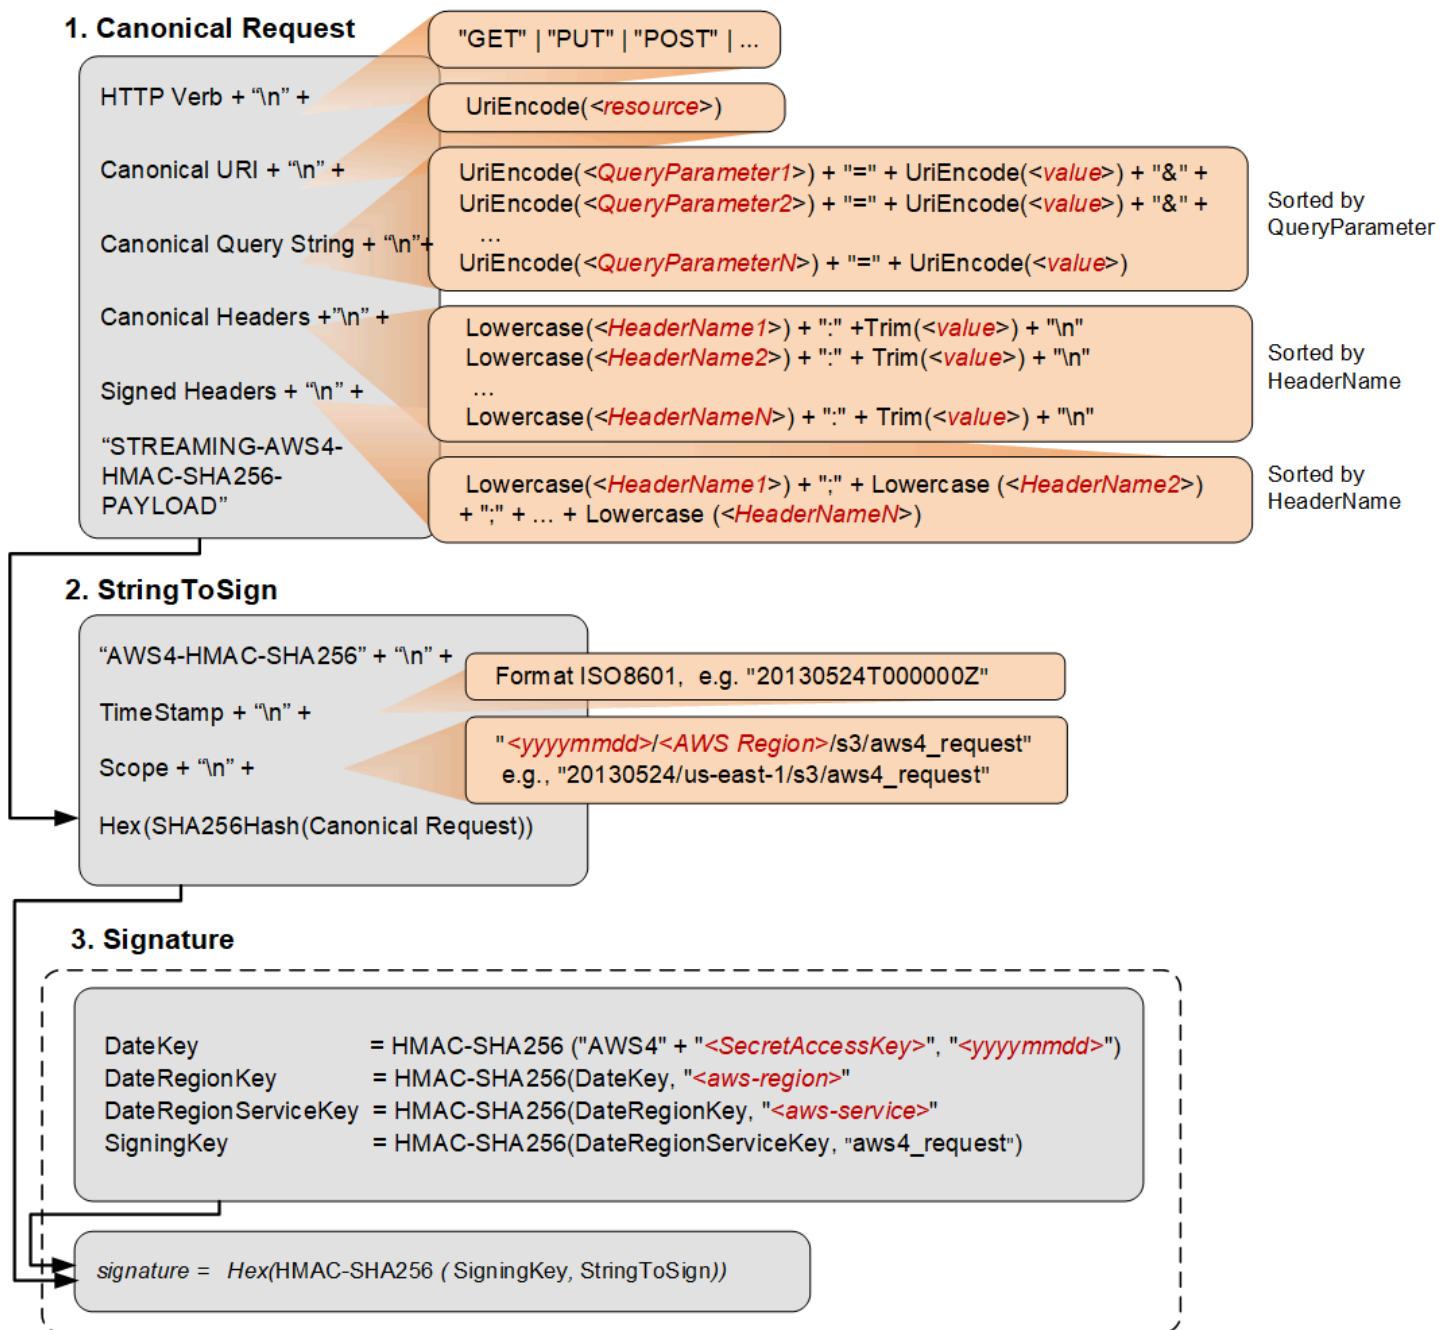 1. Canonical Request
"GET" | "PUT" | "POST" | ...
HTTP Verb + “\n” +
UriEncode(<resource>)
Canonical URI + “\n” +
UriEncode(<QueryParameter1>) + "=" + UriEncode(<value>) + "&" +
UriEncode(<QueryParameter2>) + "=" + UriEncode(<value>) + "&" +
...
UriEncode(<QueryParameterN>) + "=" + UriEncode(<value>)
Sorted by
QueryParameter
Canonical Query String + “\n”+
Canonical Headers +”\n” +
Lowercase(<HeaderName1>) + ":" +Trim(<value>) + "\n"
Lowercase(<HeaderName2>) + ":" + Trim(<value>) + "\n"
...
Lowercase(<HeaderNameN>) + ":" + Trim(<value>) + "\n"
Sorted by
HeaderName
Signed Headers + “\n” +
Lowercase(<HeaderName1>) + ";" + Lowercase (<HeaderName2>)
+ ";" + ... + Lowercase (<HeaderNameN>)
Sorted by
HeaderName
“STREAMING-AWS4-
HMAC-SHA256-
PAYLOAD”
2. StringToSign
“AWS4-HMAC-SHA256” + “\n” +
Format ISO8601, e.g. "20130524T000000Z"
TimeStamp + “\n” +
"<yyyymmdd>/<AWS Region>/s3/aws4_request"
e.g., "20130524/us-east-1/s3/aws4_request"
Scope + “\n” +
Hex(SHA256Hash(Canonical Request))
3. Signature
DateKey = HMAC-SHA256 ("AWS4" + "<SecretAccessKey>", "<yyyymmdd>")
DateRegionKey = HMAC-SHA256(DateKey, "<aws-region>"
DateRegionServiceKey = HMAC-SHA256(DateRegionKey, "<aws-service>"
SigningKey = HMAC-SHA256(DateRegionServiceKey, "aws4_request")
signature = Hex(HMAC-SHA256 ( SigningKey, StringToSign))